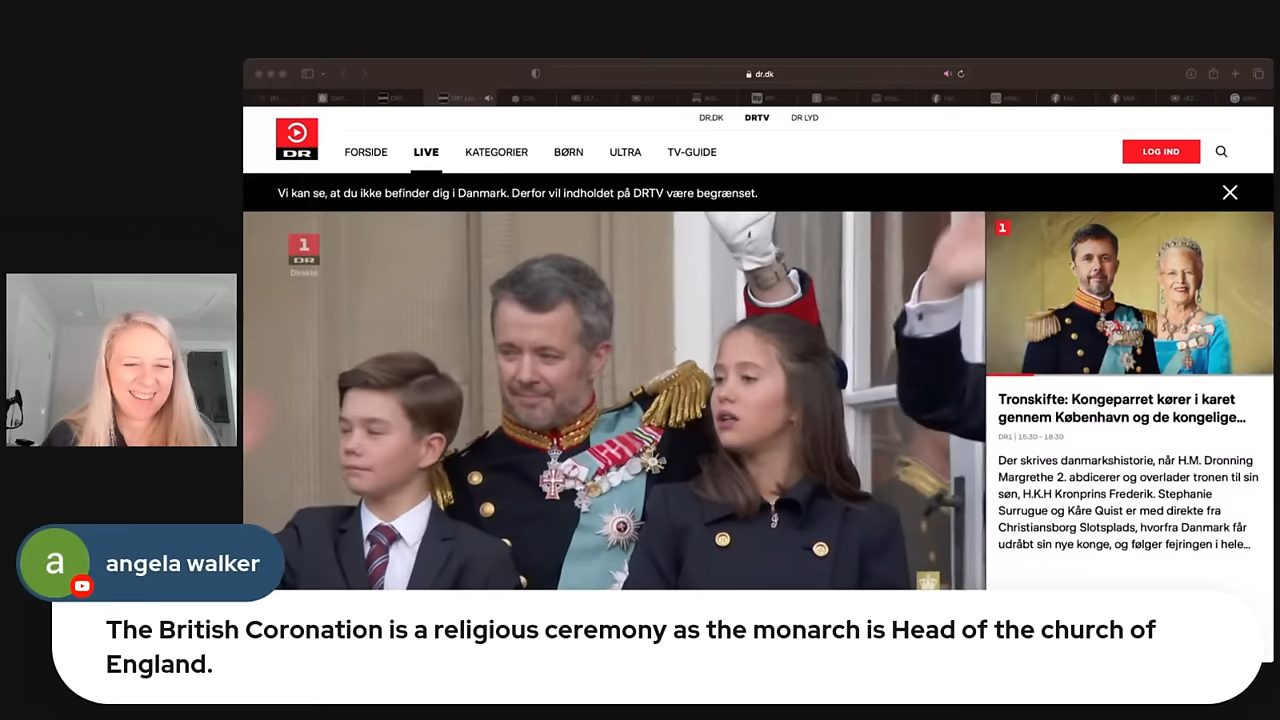 dr.dk
DR.DK DRTV DR LYD
DR
FORSIDE LIVE KATEGORIER BØRN ULTRA TV-GUIDE
LOG IND
Vi kan se, at du ikke befinder dig i Danmark. Derfor vil indholdet på DRTV være begrænset.
1
DR
Direkte
1
Tronskifte: Kongeparret kører i karet
gennem København og de kongelige...
DR1 | 15:30 - 18:30
Der skrives danmarkshistorie, når H.M. Dronning
Margrethe 2. abdicerer og overlader tronen til sin
søn, H.K.H Kronprins Frederik. Stephanie
Surrugue og Kåre Quist er med direkte fra
Christiansborg Slotsplads, hvorfra Danmark får
udråbt sin nye konge, og følger fejringen i hele...
a
angela walker
The British Coronation is a religious ceremony as the monarch is Head of the church of
England.